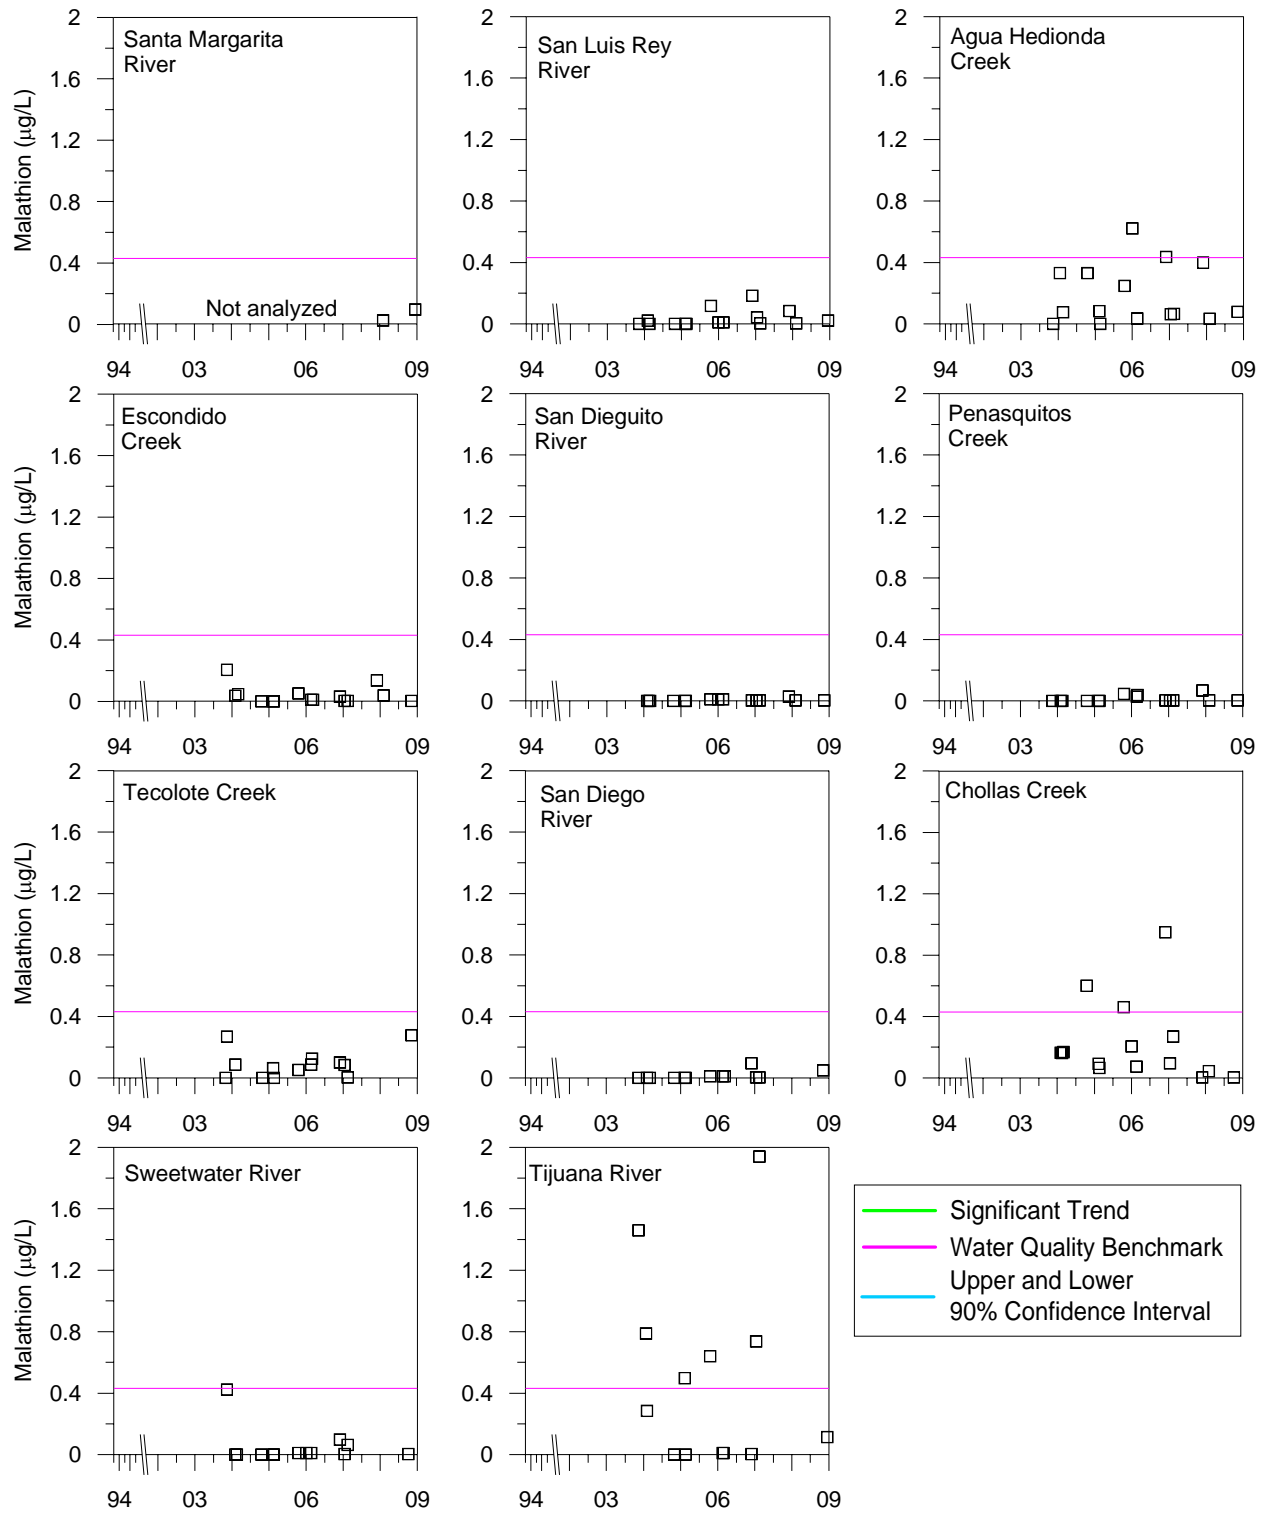 2
1.6
1.2
0.8
0.4
0
Malathion (μg/L)
Santa Margarita
River
Not analyzed
94 03 06 09
2
1.6
1.2
0.8
0.4
0
San Luis Rey
River
94 03 06 09
2
1.6
1.2
0.8
0.4
0
Agua Hedionda
Creek
94 03 06 09
2
1.6
1.2
0.8
0.4
0
Malathion (μg/L)
Escondido
Creek
94 03 06 09
2
1.6
1.2
0.8
0.4
0
San Dieguito
River
94 03 06 09
2
1.6
1.2
0.8
0.4
0
Penasquitos
Creek
94 03 06 09
2
1.6
1.2
0.8
0.4
0
Malathion (μg/L)
Tecolote Creek
94 03 06 09
2
1.6
1.2
0.8
0.4
0
San Diego
River
94 03 06 09
2
1.6
1.2
0.8
0.4
0
Chollas Creek
94 03 06 09
2
1.6
1.2
0.8
0.4
0
Malathion (μg/L)
Sweetwater River
94 03 06 09
2
1.6
1.2
0.8
0.4
0
Tijuana River
94 03 06 09
Significant Trend
Water Quality Benchmark
Upper and Lower
90% Confidence Interval